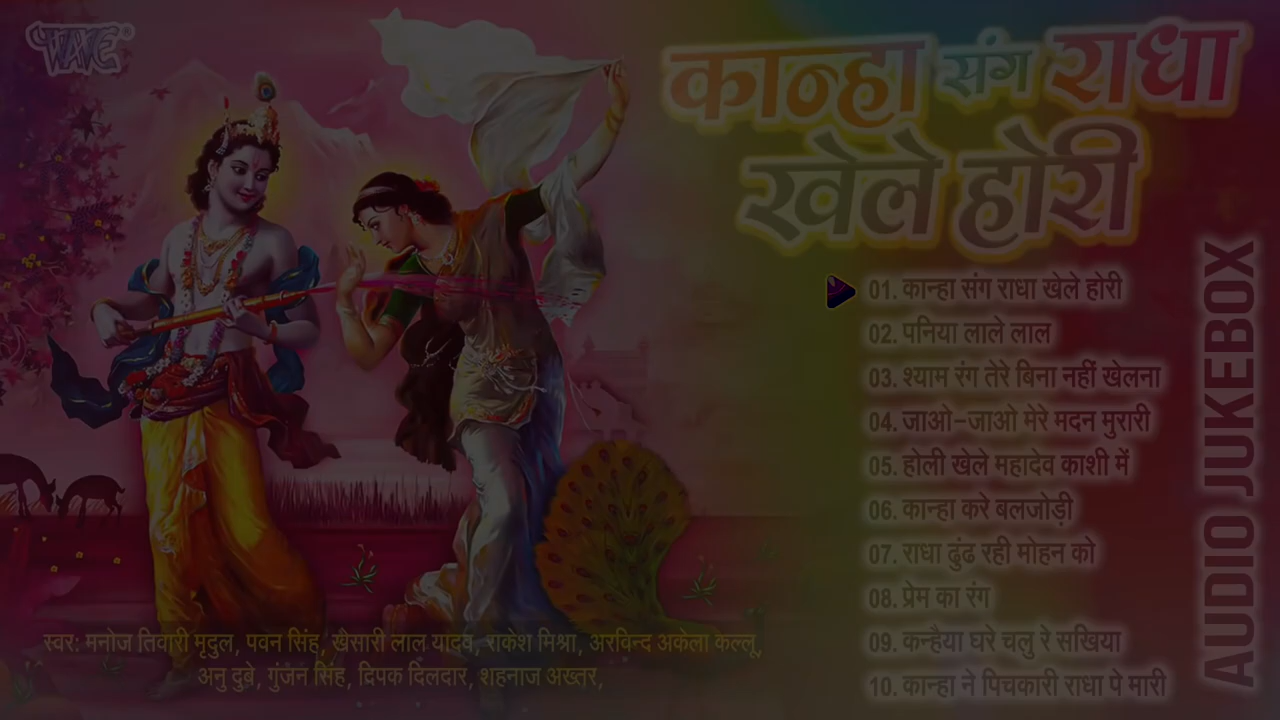 WAVE
कान्हा संग राधा
खेले होरी
01. कान्हा संग राधा खेले होरी
02. पनिया लाले लाल
03. श्याम रंग तेरे बिना नहीं खेलना
04. जाओ-जाओ मेरे मदन मुरारी
05. होली खेले महादेव काशी में
06. कान्हा करे बलजोड़ी
07. राधा ढुंढ रही मोहन को
08. प्रेम का रंग
09. कन्हैया घरे चलु रे सखिया
10. कान्हा ने पिचकारी राधा पे मारी
AUDIO JUKEBOX
स्वर: मनोज तिवारी मृदुल, पवन सिंह, खेसारी लाल यादव, राकेश मिश्रा, अरविन्द अकेला कल्लू,
अनु दुबे, गुंजन सिंह, दिपक दिलदार, शहनाज अख्तर,